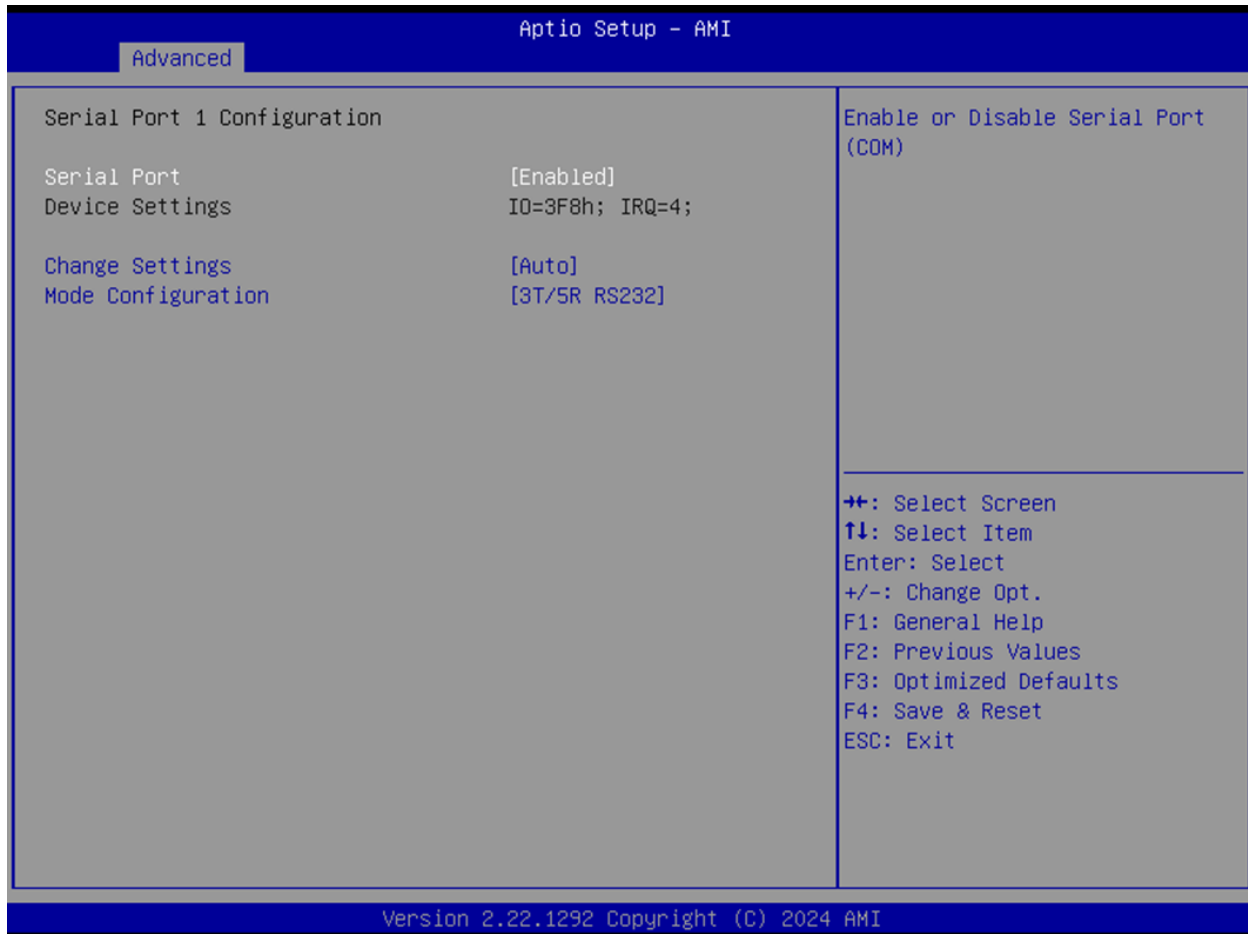 Aptio Setup – AMI
Advanced
Serial Port 1 Configuration
Serial Port [Enabled]
Device Settings IO=3F8h; IRQ=4;
Change Settings [Auto]
Mode Configuration [3T/5R RS232]
Enable or Disable Serial Port
(COM)
→←: Select Screen
↑↓: Select Item
Enter: Select
+/-: Change Opt.
F1: General Help
F2: Previous Values
F3: Optimized Defaults
F4: Save & Reset
ESC: Exit
Version 2.22.1292 Copyright (C) 2024 AMI